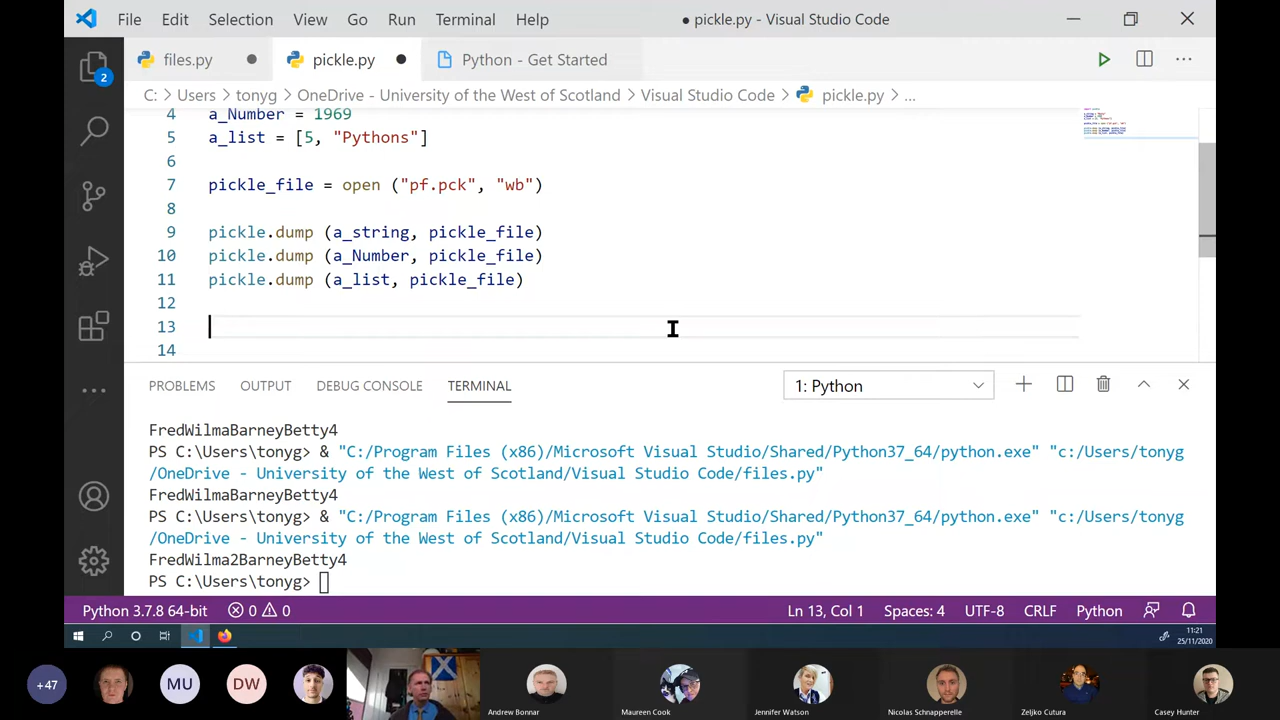 File Edit Selection View Go Run Terminal Help ● pickle.py - Visual Studio Code
files.py ● pickle.py ● Python - Get Started
2
C: > Users > tonyg > OneDrive - University of the West of Scotland > Visual Studio Code > pickle.py > ...
4 a_Number = 1969
5 a_list = [5, "Pythons"]
6
7 pickle_file = open ("pf.pck", "wb")
8
9 pickle.dump (a_string, pickle_file)
10 pickle.dump (a_Number, pickle_file)
11 pickle.dump (a_list, pickle_file)
12
13
14
PROBLEMS OUTPUT DEBUG CONSOLE TERMINAL 1: Python
FredWilmaBarneyBetty4
PS C:\Users\tonyg> & "C:/Program Files (x86)/Microsoft Visual Studio/Shared/Python37_64/python.exe" "c:/Users/tonyg
/OneDrive - University of the West of Scotland/Visual Studio Code/files.py"
FredWilmaBarneyBetty4
PS C:\Users\tonyg> & "C:/Program Files (x86)/Microsoft Visual Studio/Shared/Python37_64/python.exe" "c:/Users/tonyg
/OneDrive - University of the West of Scotland/Visual Studio Code/files.py"
FredWilma2BarneyBetty4
PS C:\Users\tonyg>
Python 3.7.8 64-bit 0 0 Ln 13, Col 1 Spaces: 4 UTF-8 CRLF Python
11:21
25/11/2020
+47 MU DW
Andrew Bonnar Maureen Cook Jennifer Watson Nicolas Schnapperelle Zeljko Cutura Casey Hunter